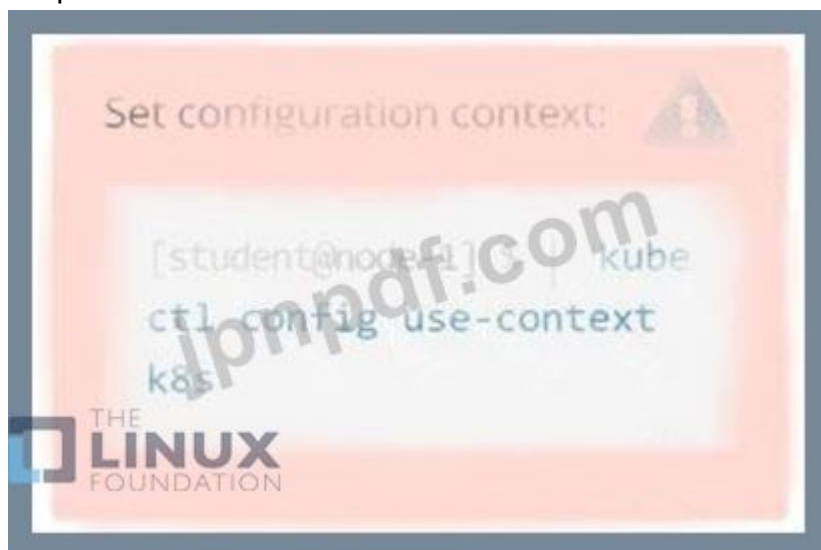 Set configuration context:
[student@node-1] $ | kube
ctl config use-context
k8s
jpnpdf.com
THE
LINUX
FOUNDATION